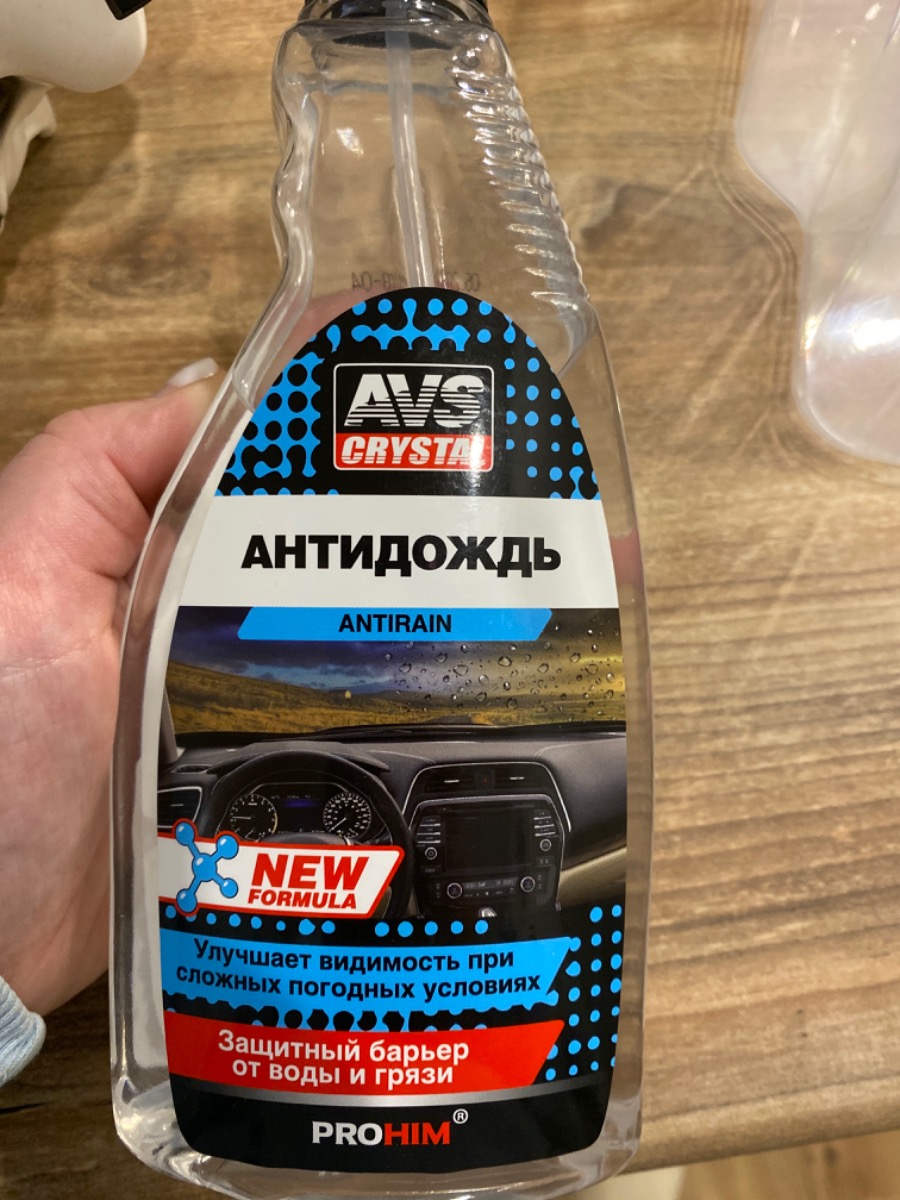 AVS
CRYSTAL
АНТИДОЖДЬ
ANTIRAIN
NEW
FORMULA
Улучшает видимость при
сложных погодных условиях
Защитный барьер
от воды и грязи
PROHIM®